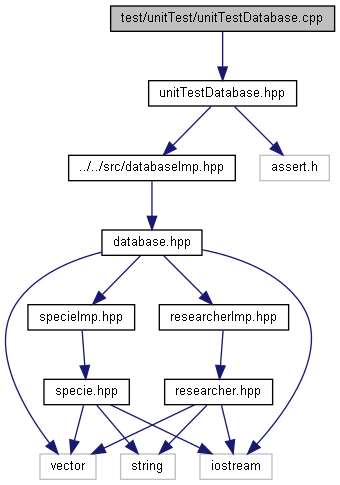 test/unitTest/unitTestDatabase.cpp
unitTestDatabase.hpp
../../src/databaseImp.hpp
assert.h
database.hpp
specieImp.hpp
researcherImp.hpp
specie.hpp
researcher.hpp
vector
string
iostream